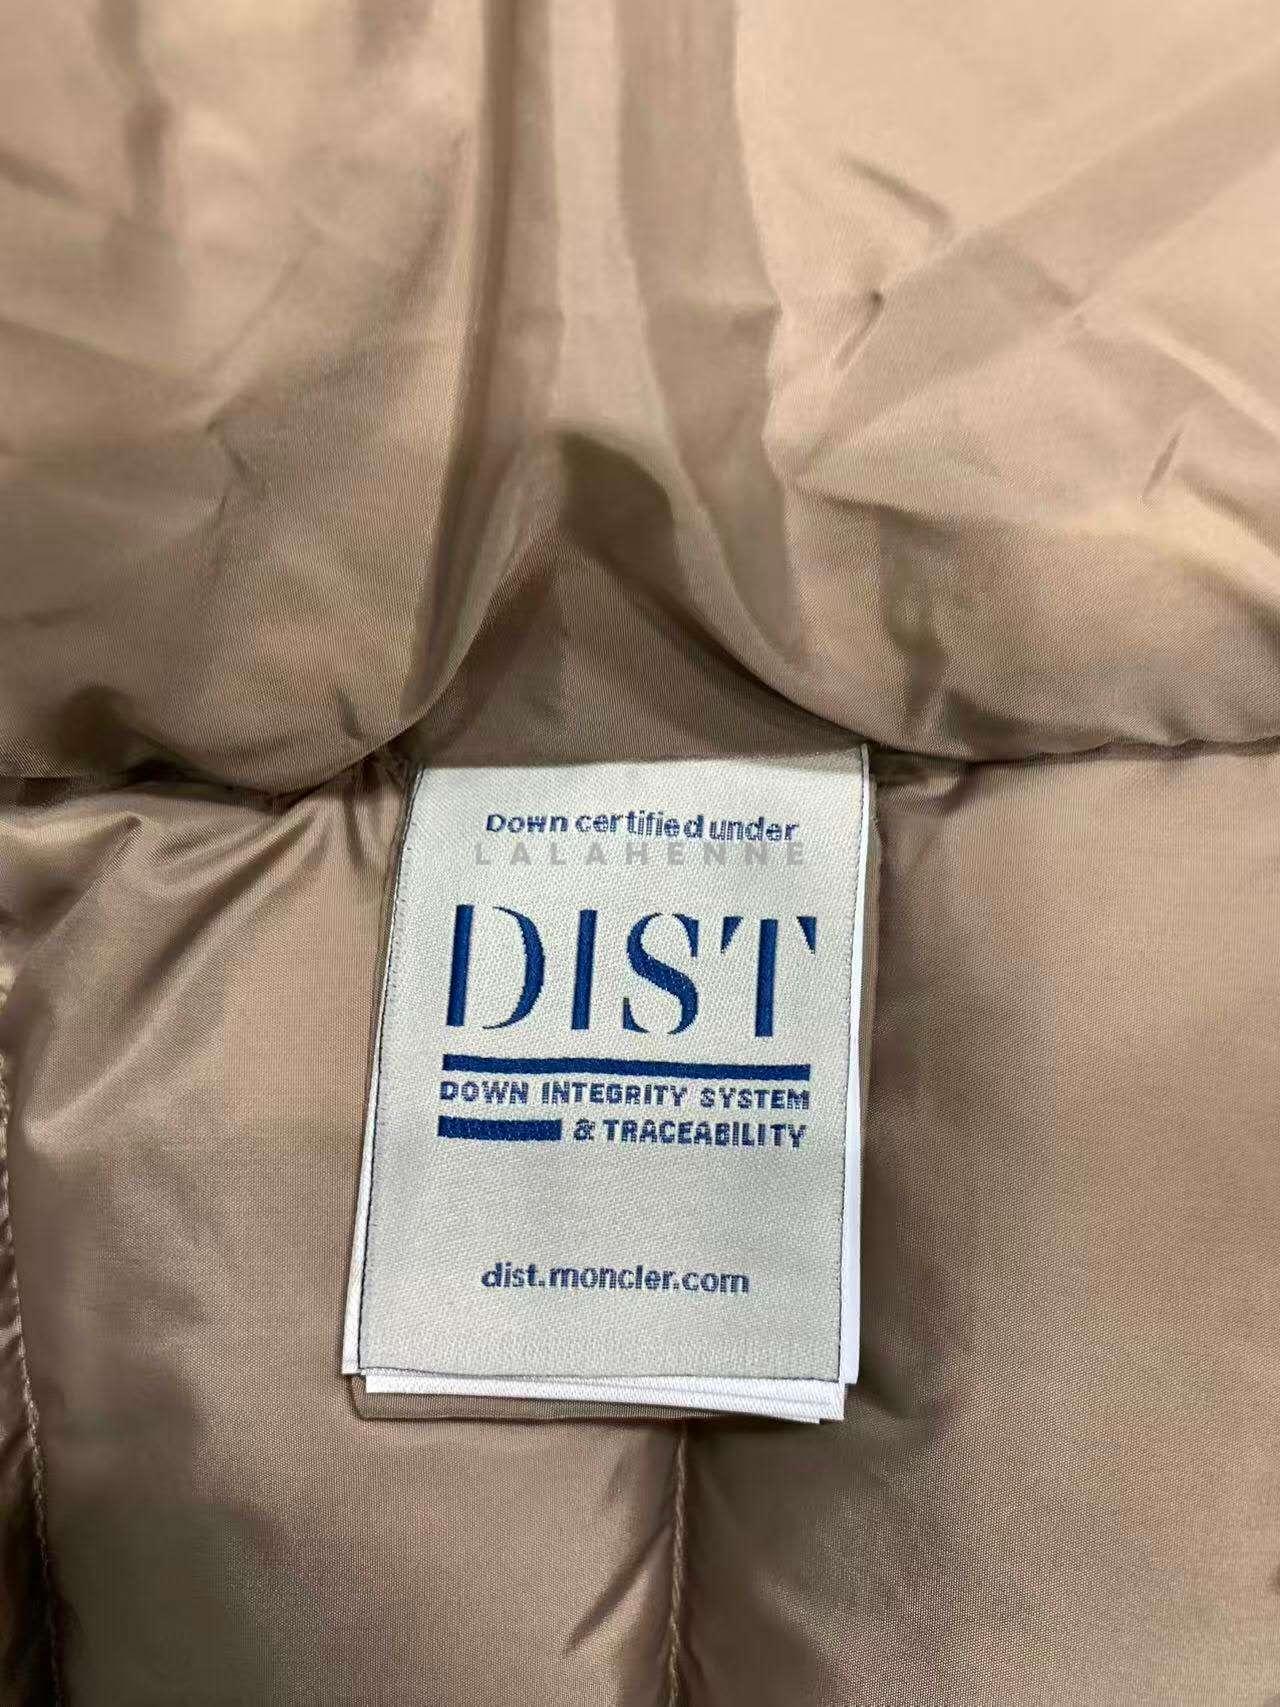 Down certified under
LALAHENNE
DIST
DOWN INTEGRITY SYSTEM
& TRACEABILITY
dist.moncler.com